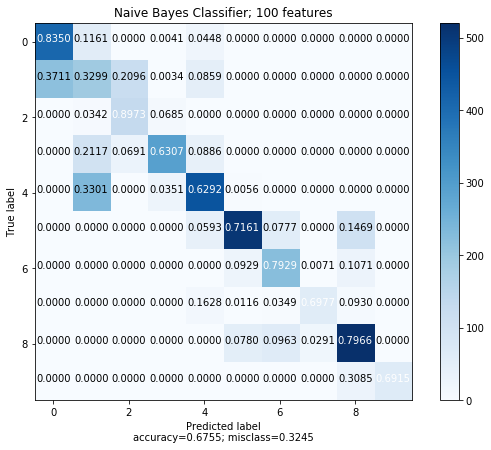 Naive Bayes Classifier; 100 features
0 0.8350 0.1161 0.0000 0.0041 0.0448 0.0000 0.0000 0.0000 0.0000 0.0000
0.3711 0.3299 0.2096 0.0034 0.0859 0.0000 0.0000 0.0000 0.0000 0.0000
2 0.0000 0.0342 0.8973 0.0685 0.0000 0.0000 0.0000 0.0000 0.0000 0.0000
0.0000 0.2117 0.0691 0.6307 0.0886 0.0000 0.0000 0.0000 0.0000 0.0000
4 0.0000 0.3301 0.0000 0.0351 0.6292 0.0056 0.0000 0.0000 0.0000 0.0000
0.0000 0.0000 0.0000 0.0000 0.0593 0.7161 0.0777 0.0000 0.1469 0.0000
6 0.0000 0.0000 0.0000 0.0000 0.0000 0.0929 0.7929 0.0071 0.1071 0.0000
0.0000 0.0000 0.0000 0.0000 0.1628 0.0116 0.0349 0.6977 0.0930 0.0000
8 0.0000 0.0000 0.0000 0.0000 0.0000 0.0780 0.0963 0.0291 0.7966 0.0000
0.0000 0.0000 0.0000 0.0000 0.0000 0.0000 0.0000 0.0000 0.3085 0.6915
True label
0 2 4 6 8
Predicted label
accuracy=0.6755; misclass=0.3245
500
400
300
200
100
0